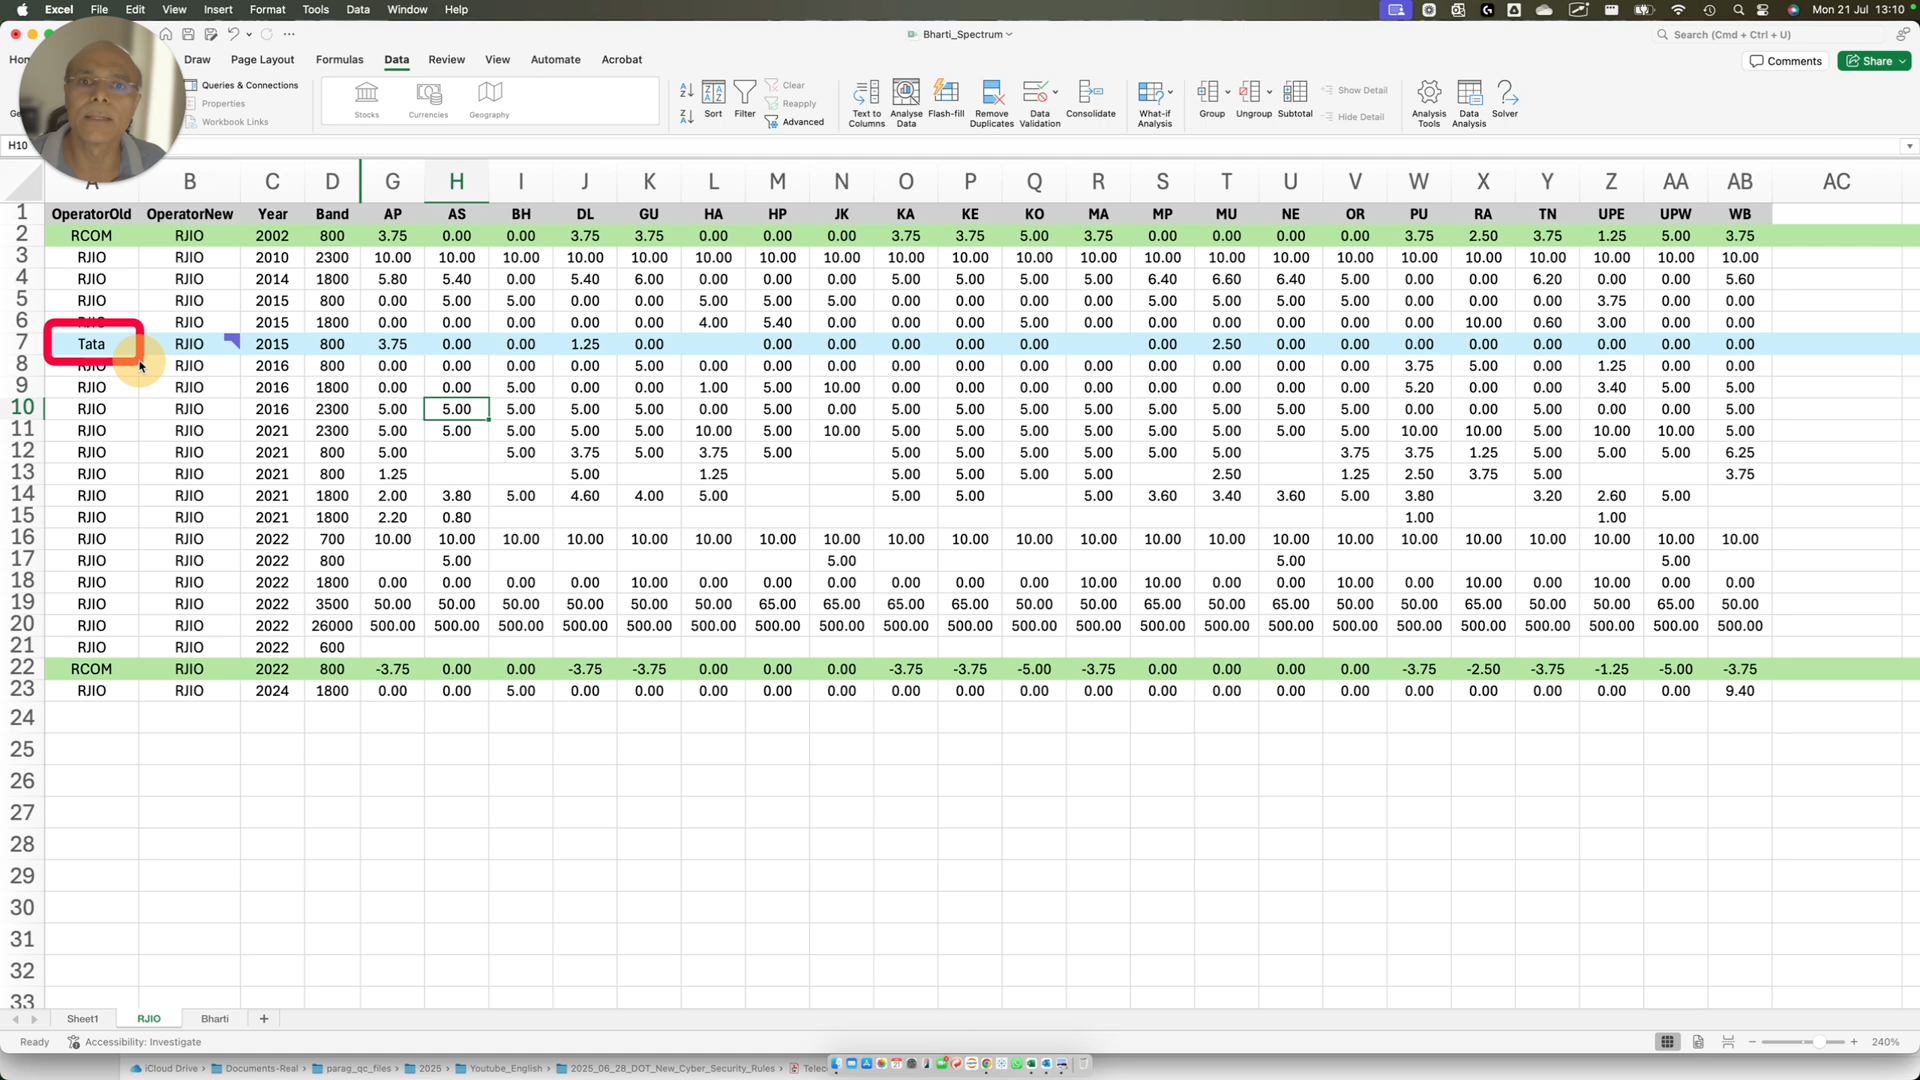 Excel File Edit View Insert Format Tools Data Window Help Mon 21 Jul 13:10
Bharti_Spectrum Search (Cmd + Ctrl + U)
Draw Page Layout Formulas Data Review View Automate Acrobat Comments Share
Queries & Connections
Properties
Workbook Links
Stocks Currencies Geography
Sort Filter
Clear
Reapply
Advanced
Text to Columns
Analyse Data
Flash-fill
Remove Duplicates
Data Validation
Consolidate
What-if Analysis
Group Ungroup Subtotal
Show Detail
Hide Detail
Analysis Tools
Data Analysis
Solver
H10
A B C D G H I J K L M N O P Q R S T U V W X Y Z AA AB AC
1 OperatorOld OperatorNew Year Band AP AS BH DL GU HA HP JK KA KE KO MA MP MU NE OR PU RA TN UPE UPW WB
2 RCOM RJIO 2002 800 3.75 0.00 0.00 3.75 3.75 0.00 0.00 0.00 3.75 3.75 5.00 3.75 0.00 0.00 0.00 0.00 3.75 2.50 3.75 1.25 5.00 3.75
3 RJIO RJIO 2010 2300 10.00 10.00 10.00 10.00 10.00 10.00 10.00 10.00 10.00 10.00 10.00 10.00 10.00 10.00 10.00 10.00 10.00 10.00 10.00 10.00 10.00 10.00
4 RJIO RJIO 2014 1800 5.80 5.40 0.00 5.40 6.00 0.00 0.00 0.00 5.00 5.00 5.00 5.00 6.40 6.60 6.40 5.00 0.00 0.00 6.20 0.00 0.00 5.60
5 RJIO RJIO 2015 800 0.00 5.00 5.00 0.00 0.00 5.00 5.00 0.00 0.00 0.00 0.00 0.00 5.00 5.00 5.00 5.00 0.00 0.00 0.00 3.75 0.00 0.00
6 RJIO RJIO 2015 1800 0.00 0.00 0.00 0.00 0.00 4.00 5.40 0.00 0.00 0.00 5.00 0.00 0.00 0.00 0.00 0.00 0.00 10.00 0.60 3.00 0.00 0.00
7 Tata RJIO 2015 800 3.75 0.00 0.00 1.25 0.00 0.00 0.00 0.00 0.00 0.00 0.00 2.50 0.00 0.00 0.00 0.00 0.00 0.00 0.00 0.00
8 RJIO RJIO 2016 800 0.00 0.00 0.00 0.00 5.00 0.00 0.00 0.00 0.00 0.00 0.00 0.00 0.00 0.00 0.00 0.00 3.75 5.00 0.00 1.25 0.00 0.00
9 RJIO RJIO 2016 1800 0.00 0.00 5.00 0.00 0.00 1.00 5.00 10.00 0.00 0.00 0.00 0.00 0.00 0.00 0.00 0.00 5.20 0.00 0.00 3.40 5.00 5.00
10 RJIO RJIO 2016 2300 5.00 5.00 5.00 5.00 5.00 0.00 5.00 0.00 5.00 5.00 5.00 5.00 5.00 5.00 5.00 5.00 0.00 0.00 5.00 0.00 0.00 5.00
11 RJIO RJIO 2021 2300 5.00 5.00 5.00 5.00 5.00 10.00 5.00 10.00 5.00 5.00 5.00 5.00 5.00 5.00 5.00 5.00 10.00 10.00 5.00 10.00 10.00 5.00
12 RJIO RJIO 2021 800 5.00 5.00 3.75 5.00 3.75 5.00 5.00 5.00 5.00 5.00 5.00 5.00 3.75 3.75 1.25 5.00 5.00 5.00 6.25
13 RJIO RJIO 2021 800 1.25 5.00 1.25 5.00 5.00 5.00 5.00 2.50 1.25 2.50 3.75 5.00 3.75
14 RJIO RJIO 2021 1800 2.00 3.80 5.00 4.60 4.00 5.00 5.00 5.00 5.00 3.60 3.40 3.60 5.00 3.80 3.20 2.60 5.00
15 RJIO RJIO 2021 1800 2.20 0.80 1.00 1.00
16 RJIO RJIO 2022 700 10.00 10.00 10.00 10.00 10.00 10.00 10.00 10.00 10.00 10.00 10.00 10.00 10.00 10.00 10.00 10.00 10.00 10.00 10.00 10.00 10.00 10.00
17 RJIO RJIO 2022 800 5.00 5.00 5.00 5.00
18 RJIO RJIO 2022 1800 0.00 0.00 0.00 0.00 10.00 0.00 0.00 0.00 0.00 0.00 0.00 10.00 10.00 0.00 0.00 10.00 0.00 10.00 0.00 10.00 0.00 0.00
19 RJIO RJIO 2022 3500 50.00 50.00 50.00 50.00 50.00 50.00 65.00 65.00 65.00 65.00 50.00 50.00 65.00 50.00 65.00 50.00 50.00 65.00 50.00 50.00 65.00 50.00
20 RJIO RJIO 2022 26000 500.00 500.00 500.00 500.00 500.00 500.00 500.00 500.00 500.00 500.00 500.00 500.00 500.00 500.00 500.00 500.00 500.00 500.00 500.00 500.00 500.00 500.00
21 RJIO RJIO 2022 600
22 RCOM RJIO 2022 800 -3.75 0.00 0.00 -3.75 -3.75 0.00 0.00 0.00 -3.75 -3.75 -5.00 -3.75 0.00 0.00 0.00 0.00 -3.75 -2.50 -3.75 -1.25 -5.00 -3.75
23 RJIO RJIO 2024 1800 0.00 0.00 5.00 0.00 0.00 0.00 0.00 0.00 0.00 0.00 0.00 0.00 0.00 0.00 0.00 0.00 0.00 0.00 0.00 0.00 0.00 9.40
24
25
26
27
28
29
30
31
32
33
Sheet1 RJIO Bharti +
Ready Accessibility: Investigate 240%
iCloud Drive Documents-Real parag_qc_files 2025 Youtube_English 2025_06_28_DOT_New_Cyber_Security_Rules